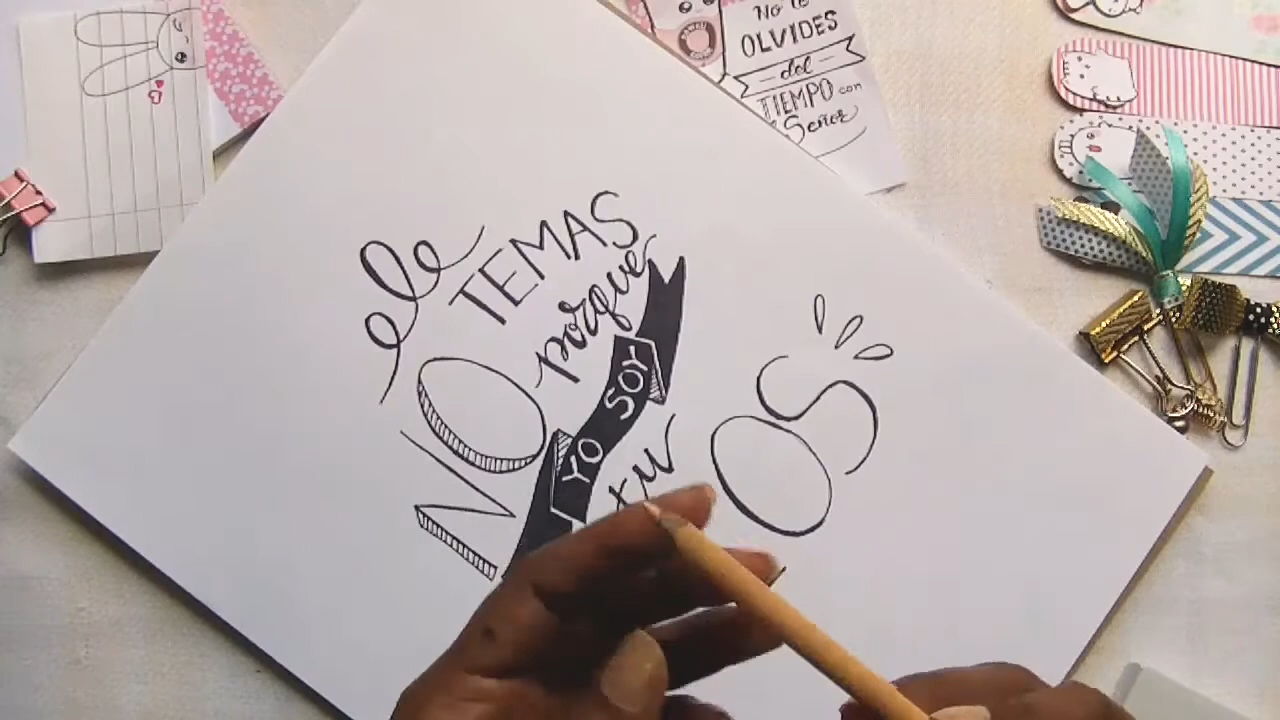 No te
OLVIDES
del
TIEMPO con
Señor
NO
TEMAS
porque
YO SOY
tu
OS